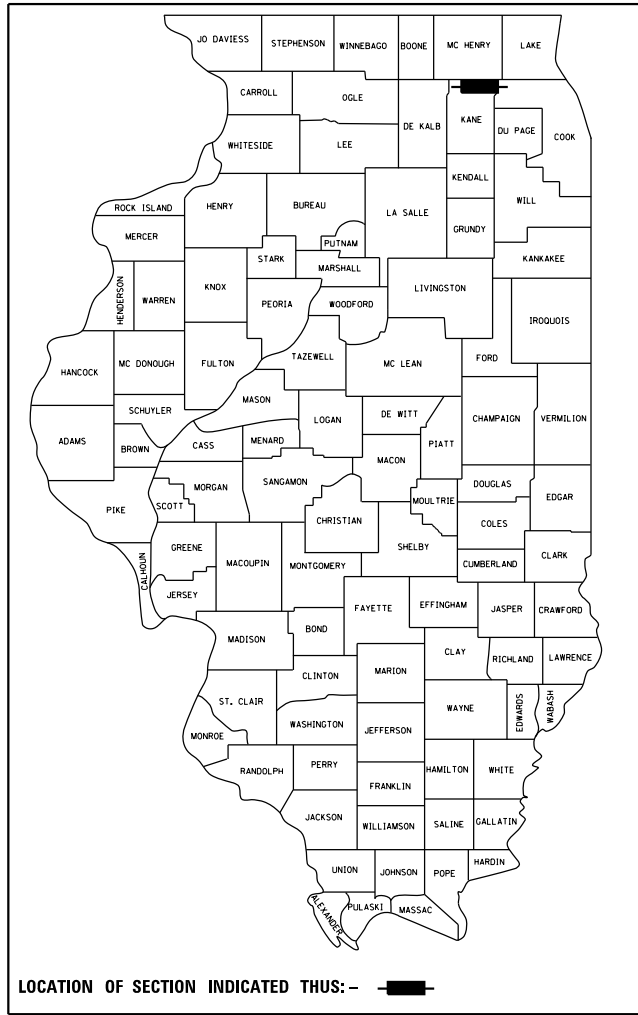 JO DAVIESS STEPHENSON WINNEBAGO BOONE MC HENRY LAKE
CARROLL OGLE DE KALB KANE DU PAGE COOK
WHITESIDE LEE
KENDALL
ROCK ISLAND HENRY BUREAU LA SALLE WILL
MERCER PUTNAM GRUNDY
STARK MARSHALL KANKAKEE
HENDERSON WARREN KNOX PEORIA WOODFORD LIVINGSTON IROQUOIS
HANCOCK MC DONOUGH FULTON TAZEWELL MC LEAN FORD
SCHUYLER MASON LOGAN DE WITT CHAMPAIGN VERMILION
ADAMS BROWN CASS MENARD PIATT
MACON
MORGAN SANGAMON DOUGLAS
PIKE SCOTT CHRISTIAN MOULTRIE EDGAR
COLES
CALHOUN GREENE MACOUPIN MONTGOMERY SHELBY CUMBERLAND CLARK
JERSEY FAYETTE EFFINGHAM JASPER CRAWFORD
MADISON BOND
CLAY RICHLAND LAWRENCE
CLINTON MARION
ST. CLAIR WAYNE EDWARDS WABASH
MONROE WASHINGTON JEFFERSON
RANDOLPH PERRY HAMILTON WHITE
FRANKLIN
JACKSON WILLIAMSON SALINE GALLATIN
UNION JOHNSON POPE HARDIN
ALEXANDER PULASKI MASSAC
LOCATION OF SECTION INDICATED THUS: -